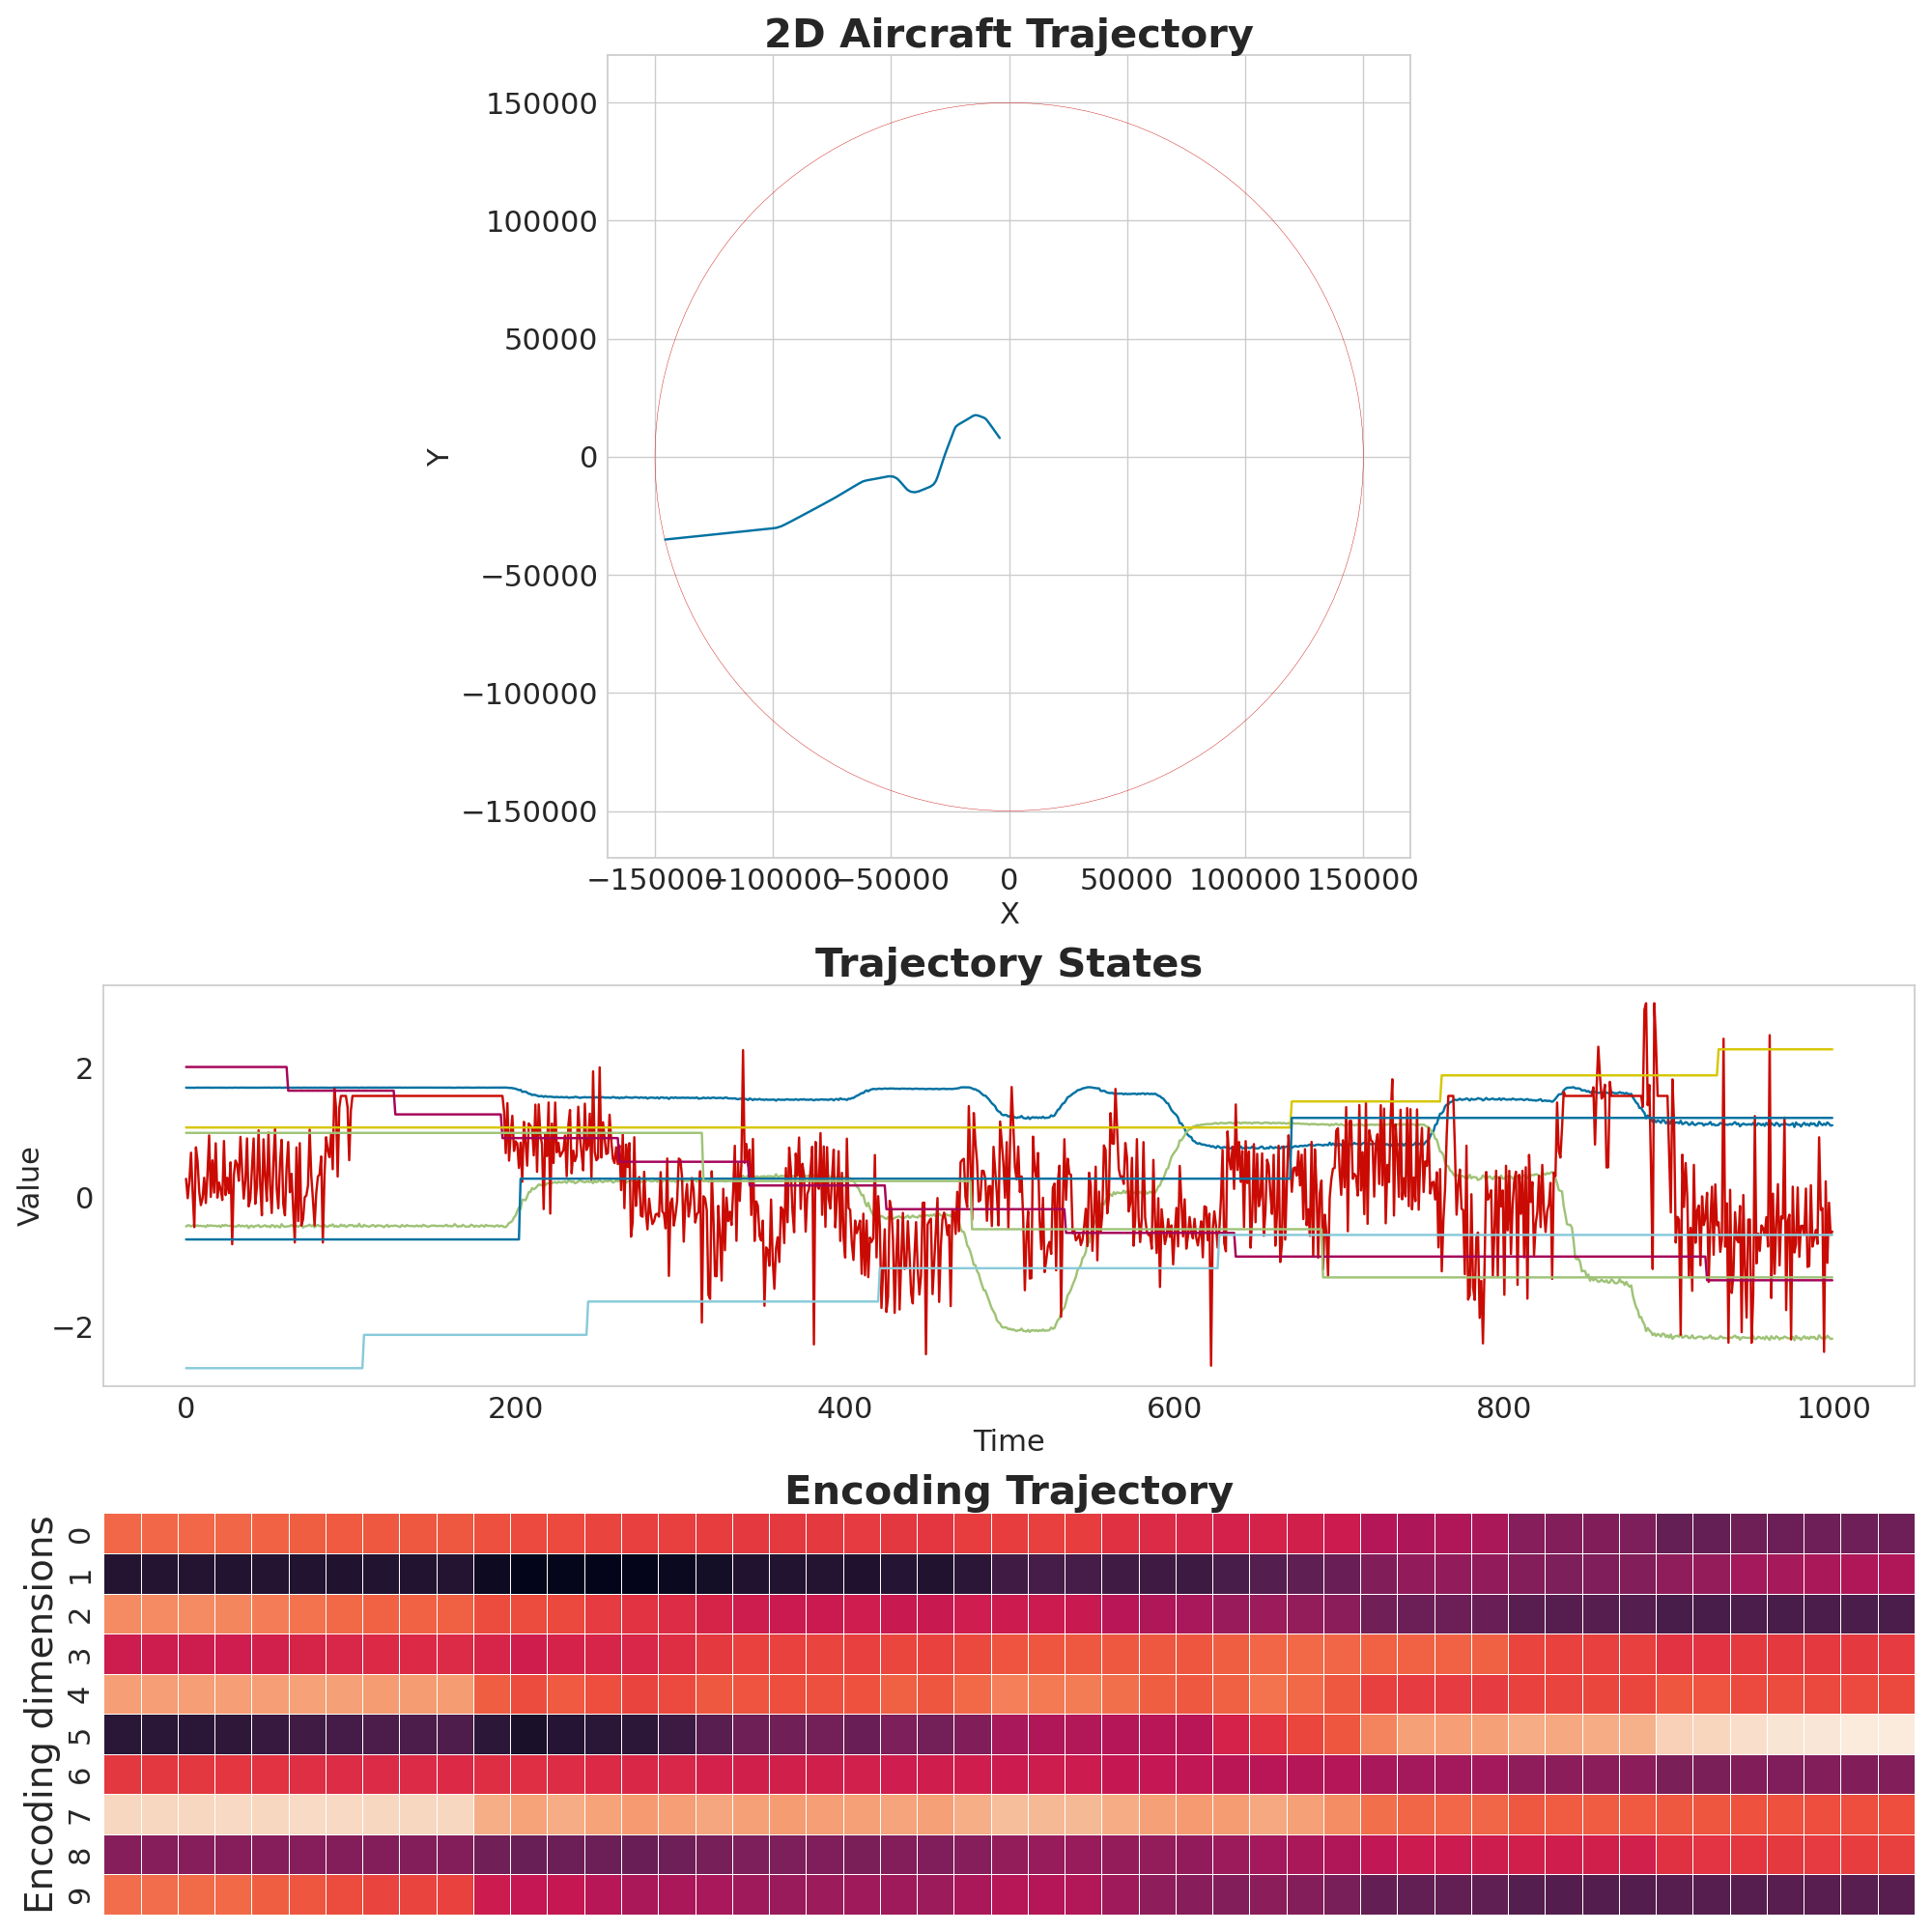 2D Aircraft Trajectory
150000
100000
50000
0
−50000
−100000
−150000
Y
−150000 −100000 −50000 0 50000 100000 150000
X
Trajectory States
2
0
−2
Value
0 200 400 600 800 1000
Time
Encoding Trajectory
Encoding dimensions
0
1
2
3
4
5
6
7
8
9